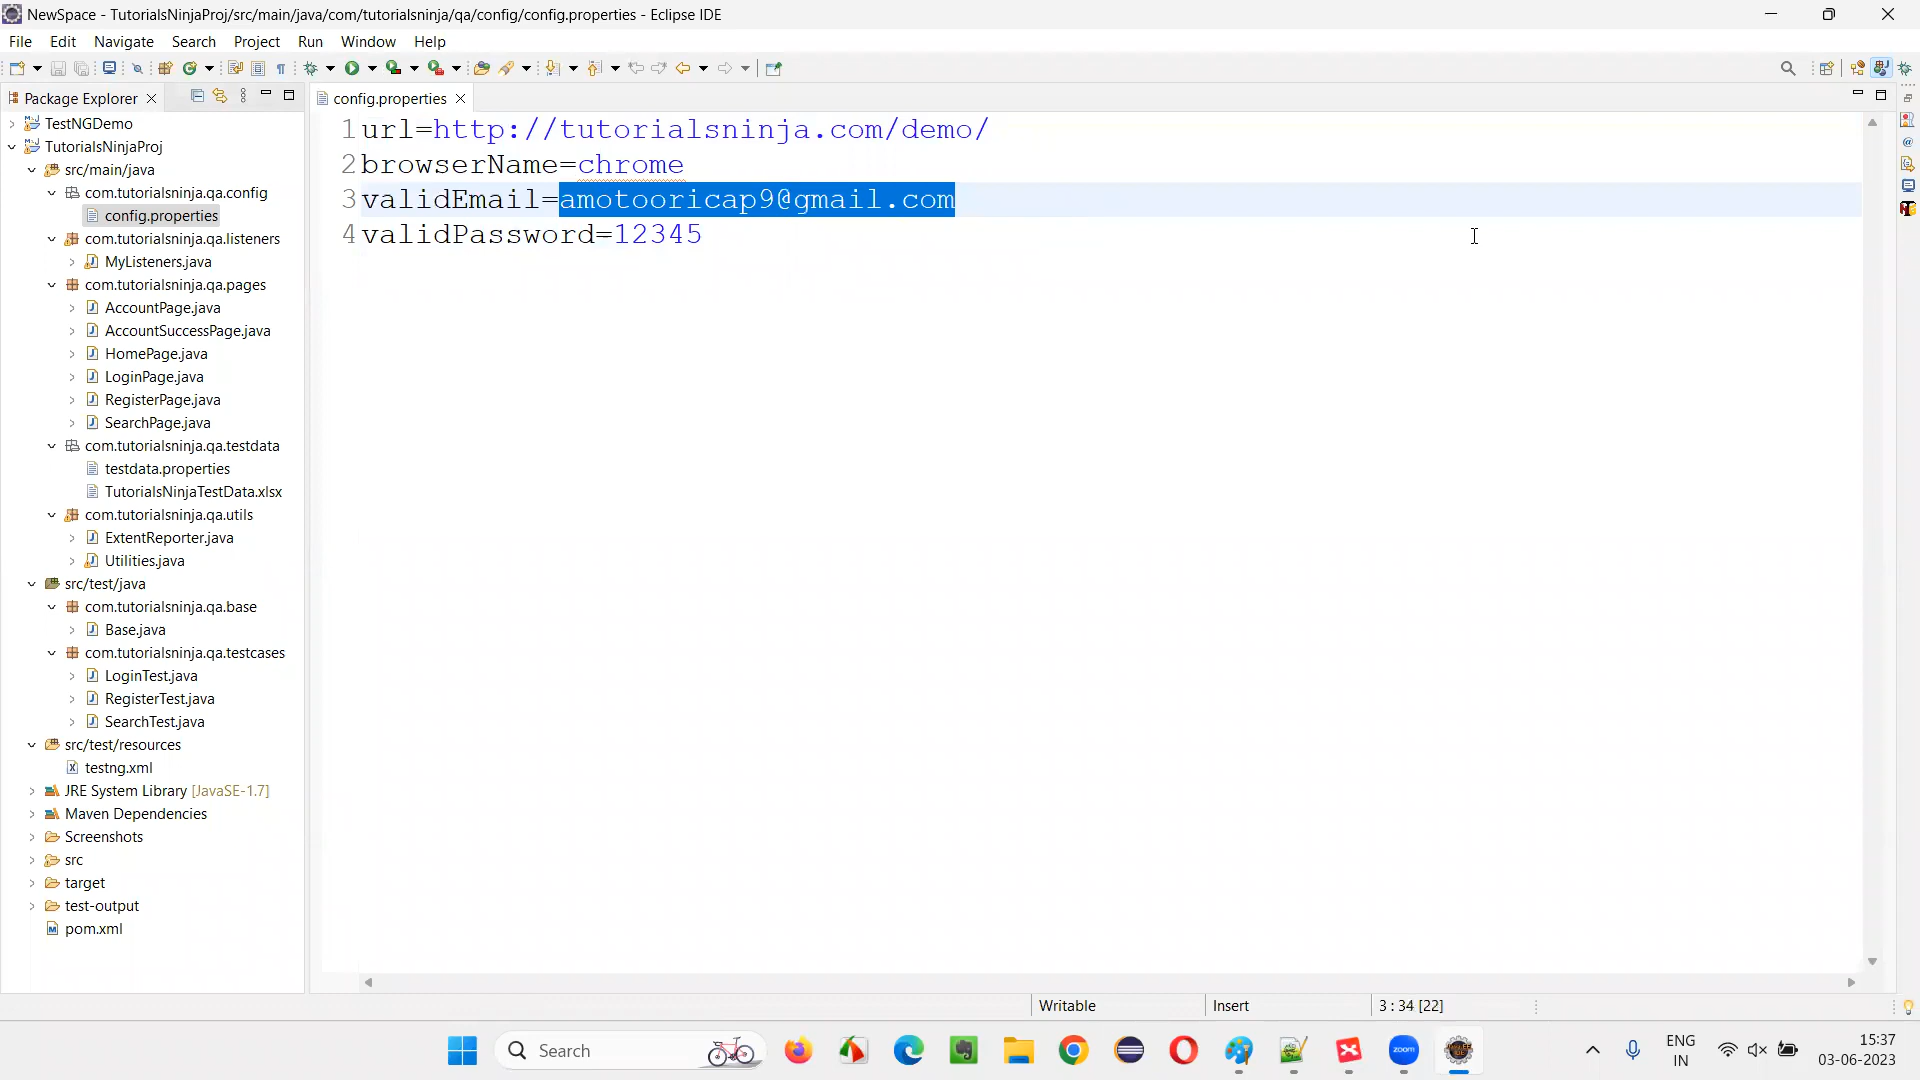 NewSpace - TutorialsNinjaProj/src/main/java/com/tutorialsninja/qa/config/config.properties - Eclipse IDE
File Edit Navigate Search Project Run Window Help
Package Explorer
config.properties
TestNGDemo
TutorialsNinjaProj
src/main/java
com.tutorialsninja.qa.config
config.properties
com.tutorialsninja.qa.listeners
MyListeners.java
com.tutorialsninja.qa.pages
AccountPage.java
AccountSuccessPage.java
HomePage.java
LoginPage.java
RegisterPage.java
SearchPage.java
com.tutorialsninja.qa.testdata
testdata.properties
TutorialsNinjaTestData.xlsx
com.tutorialsninja.qa.utils
ExtentReporter.java
Utilities.java
src/test/java
com.tutorialsninja.qa.base
Base.java
com.tutorialsninja.qa.testcases
LoginTest.java
RegisterTest.java
SearchTest.java
src/test/resources
testng.xml
JRE System Library [JavaSE-1.7]
Maven Dependencies
Screenshots
src
target
test-output
pom.xml
1 url=http://tutorialsninja.com/demo/
2 browserName=chrome
3 validEmail=amotooricap9@gmail.com
4 validPassword=12345
Writable Insert 3 : 34 [22]
Search
zoom
ENG
IN
15:37
03-06-2023